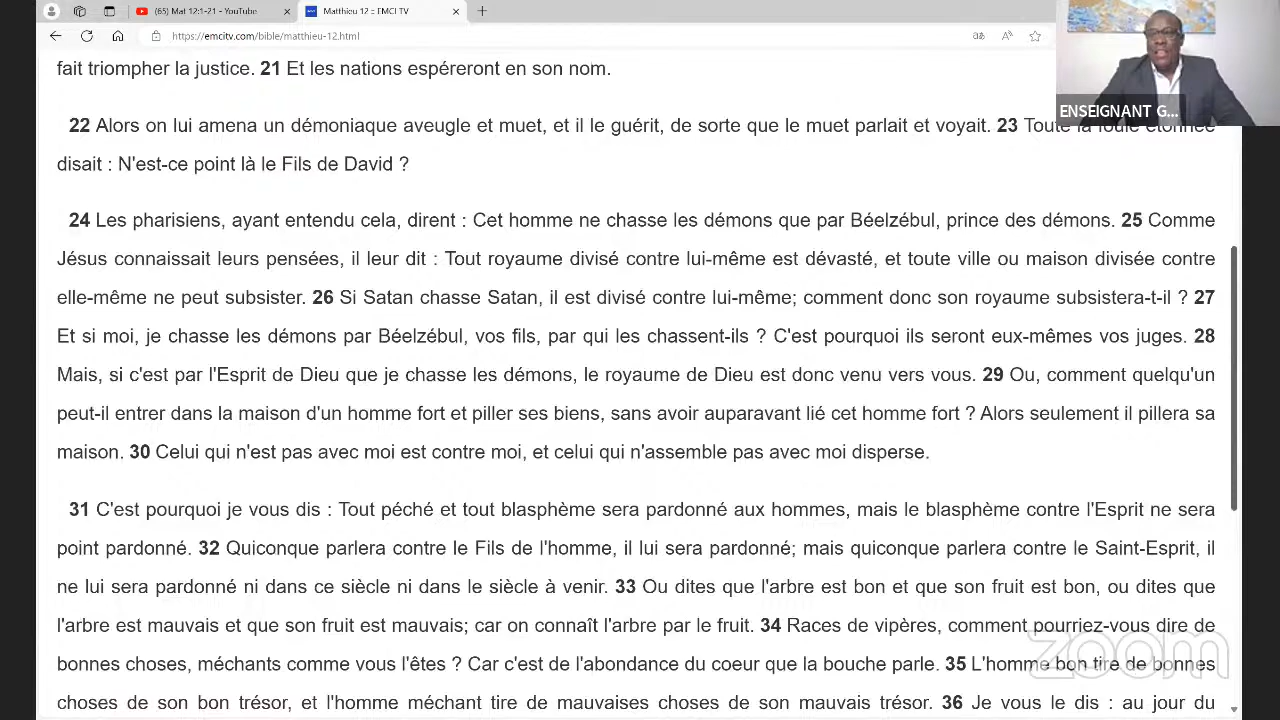 (65) Mat 12:1-21 - YouTube
Matthieu 12 :: EMCI TV
https://emcitv.com/bible/matthieu-12.html
fait triompher la justice. 21 Et les nations espéreront en son nom.
ENSEIGNANT G...
22 Alors on lui amena un démoniaque aveugle et muet, et il le guérit, de sorte que le muet parlait et voyait. 23 Toute la foule étonnée
disait : N'est-ce point là le Fils de David ?
24 Les pharisiens, ayant entendu cela, dirent : Cet homme ne chasse les démons que par Béelzébul, prince des démons. 25 Comme
Jésus connaissait leurs pensées, il leur dit : Tout royaume divisé contre lui-même est dévasté, et toute ville ou maison divisée contre
elle-même ne peut subsister. 26 Si Satan chasse Satan, il est divisé contre lui-même; comment donc son royaume subsistera-t-il ? 27
Et si moi, je chasse les démons par Béelzébul, vos fils, par qui les chassent-ils ? C'est pourquoi ils seront eux-mêmes vos juges. 28
Mais, si c'est par l'Esprit de Dieu que je chasse les démons, le royaume de Dieu est donc venu vers vous. 29 Ou, comment quelqu'un
peut-il entrer dans la maison d'un homme fort et piller ses biens, sans avoir auparavant lié cet homme fort ? Alors seulement il pillera sa
maison. 30 Celui qui n'est pas avec moi est contre moi, et celui qui n'assemble pas avec moi disperse.
31 C'est pourquoi je vous dis : Tout péché et tout blasphème sera pardonné aux hommes, mais le blasphème contre l'Esprit ne sera
point pardonné. 32 Quiconque parlera contre le Fils de l'homme, il lui sera pardonné; mais quiconque parlera contre le Saint-Esprit, il
ne lui sera pardonné ni dans ce siècle ni dans le siècle à venir. 33 Ou dites que l'arbre est bon et que son fruit est bon, ou dites que
l'arbre est mauvais et que son fruit est mauvais; car on connaît l'arbre par le fruit. 34 Races de vipères, comment pourriez-vous dire de
bonnes choses, méchants comme vous l'êtes ? Car c'est de l'abondance du coeur que la bouche parle. 35 L'homme bon tire de bonnes
zoom
choses de son bon trésor, et l'homme méchant tire de mauvaises choses de son mauvais trésor. 36 Je vous le dis : au jour du